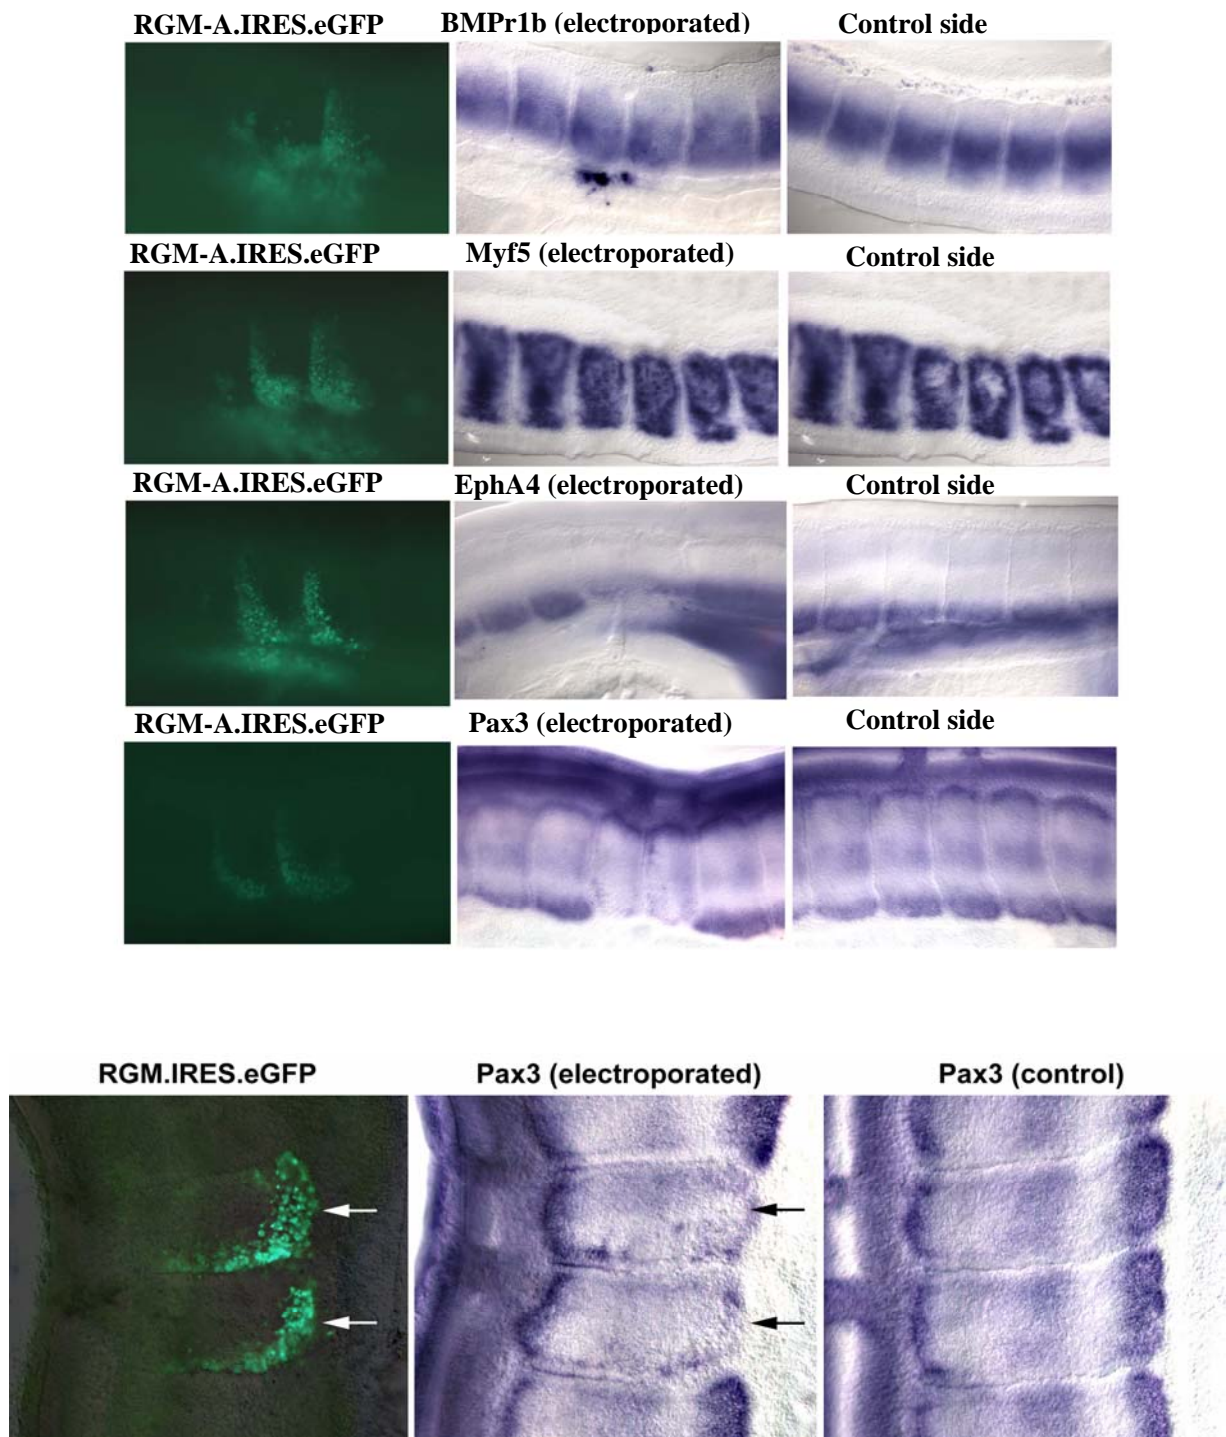 RGM-A.IRES.eGFP BMPr1b (electroporated) Control side
RGM-A.IRES.eGFP Myf5 (electroporated) Control side
RGM-A.IRES.eGFP EphA4 (electroporated) Control side
RGM-A.IRES.eGFP Pax3 (electroporated) Control side
RGM.IRES.eGFP Pax3 (electroporated) Pax3 (control)